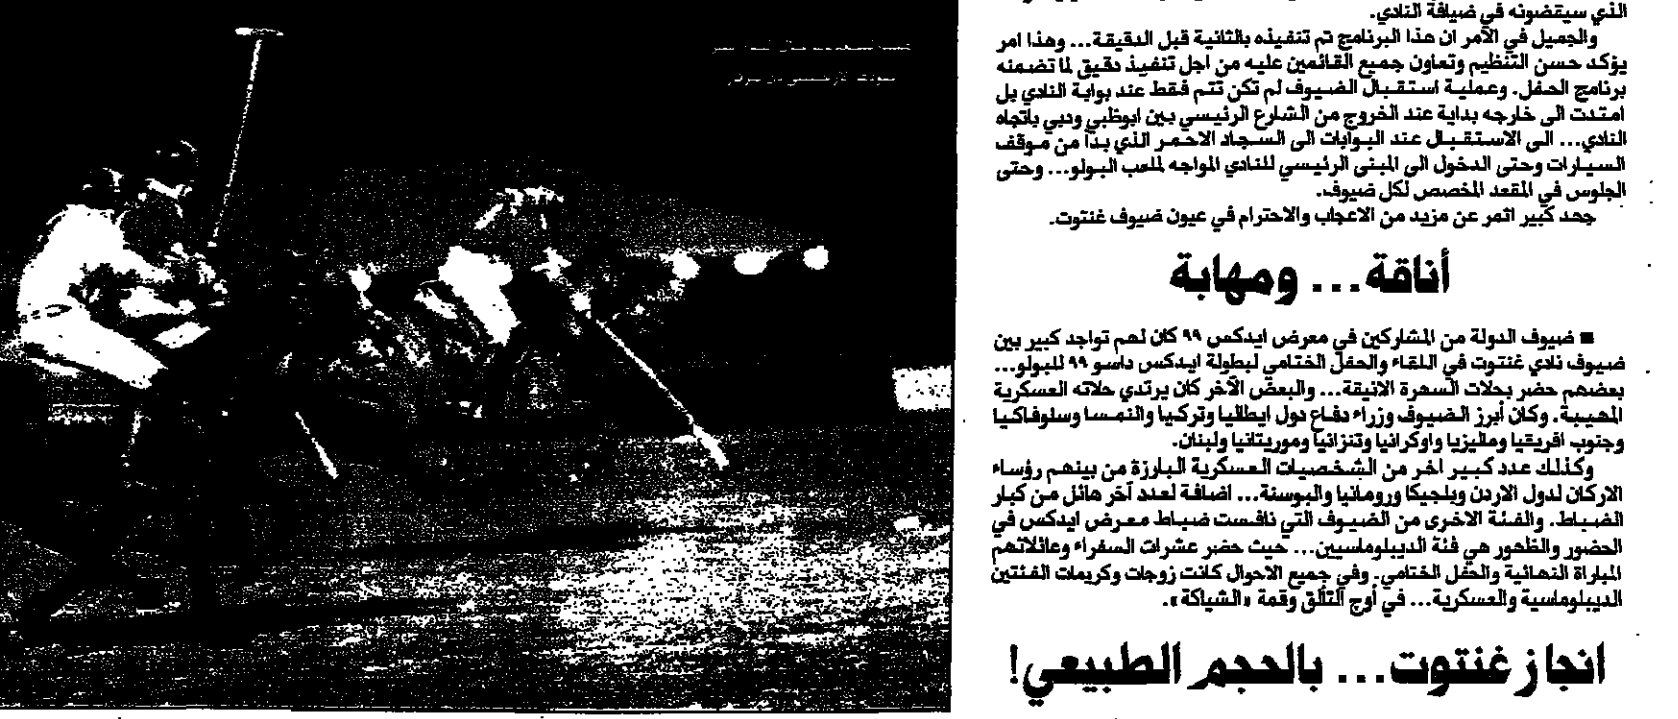 الذي سيقضونه في ضيافة النادي.
والجميل في الأمر ان هذا البرنامج تم تنفيذه بالثانية قبل الدقيقة... وهذا امر
يؤكد حسن التنظيم وتعاون جميع القائمين عليه من اجل تنفيذ دقيق لما تضمنه
برنامج الحفل. وعملية استقبال الضيوف لم تكن تتم فقط عند بوابة النادي بل
امتدت الى خارجه بداية عند الخروج من الشارع الرئيسي بين ابوظبي ودبي باتجاه
النادي... الى الاستقبال عند البوابات الى السجاد الاحمر الذي بدأ من موقف
السيارات وحتى الدخول الى المبنى الرئيسي للنادي المواجه لملعب البولو... وحتى
الجلوس في المقعد المخصص لكل ضيوف.
جهد كبير اثمر عن مزيد من الاعجاب والاحترام في عيون ضيوف غنتوت.
أناقة... ومهابة
■ ضيوف الدولة من المشاركين في معرض ايدكس ٩٩ كان لهم تواجد كبير بين
ضيوف نادي غنتوت في اللقاء والحفل الختامي لبطولة ايدكس داسو ٩٩ للبولو...
بعضهم حضر بحلات السهرة الانيقة... والبعض الآخر كان يرتدي حلاته العسكرية
المهيبة. وكان أبرز الضيوف وزراء دفاع دول ايطاليا وتركيا والنمسا وسلوفاكيا
وجنوب افريقيا وماليزيا واوكرانيا وتنزانيا وموريتانيا ولبنان.
وكذلك عدد كبير اخر من الشخصيات العسكرية البارزة من بينهم رؤساء
الاركان لدول الاردن وبلجيكا ورومانيا والبوسنة... اضافة لعدد آخر هائل من كبار
الضباط. والفئة الاخرى من الضيوف التي نافست ضباط معرض ايدكس في
الحضور والظهور هي فئة الديبلوماسيين... حيث حضر عشرات السفراء وعائلاتهم
المباراة النهائية والحفل الختامي. وفي جميع الاحوال كانت زوجات وكريمات الفئتين
الديبلوماسية والعسكرية... في أوج التألق وقمة «الشياكة».
انجاز غنتوت... بالحجم الطبيعي!